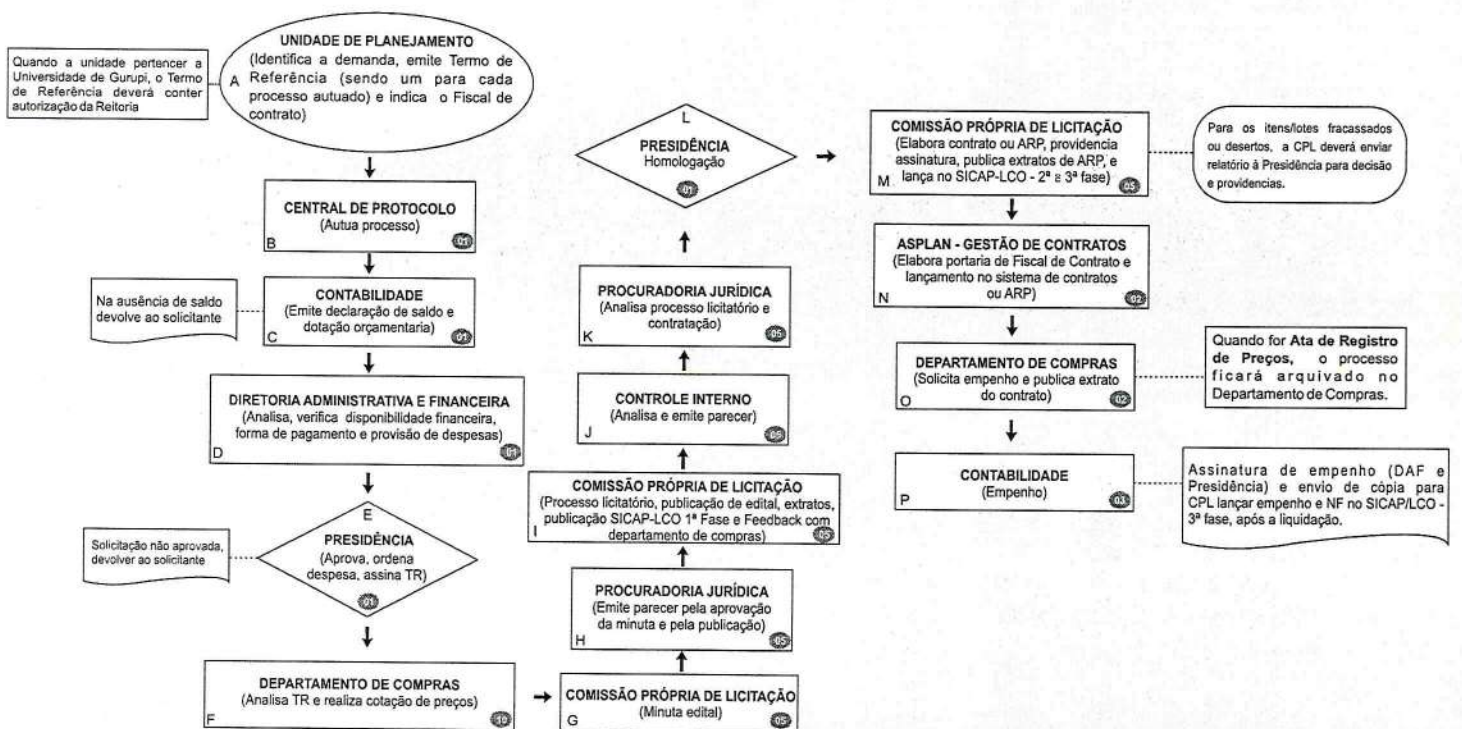 Quando a unidade pertencer a
Universidade de Gurupi, o Termo
de Referência deverá conter
autorização da Reitoria
A
UNIDADE DE PLANEJAMENTO
(Identifica a demanda, emite Termo de
Referência (sendo um para cada
processo autuado) e indica o Fiscal de
contrato)
CENTRAL DE PROTOCOLO
(Autua processo)
B
01
Na ausência de saldo
devolve ao solicitante
CONTABILIDADE
(Emite declaração de saldo e
dotação orçamentaria)
C
01
DIRETORIA ADMINISTRATIVA E FINANCEIRA
(Analisa, verifica disponibilidade financeira,
forma de pagamento e provisão de despesas)
D
01
Solicitação não aprovada,
devolver ao solicitante
E
PRESIDÊNCIA
(Aprova, ordena
despesa, assina TR)
01
DEPARTAMENTO DE COMPRAS
(Analisa TR e realiza cotação de preços)
F
10
COMISSÃO PRÓPRIA DE LICITAÇÃO
(Minuta edital)
G
05
PROCURADORIA JURÍDICA
(Emite parecer pela aprovação
da minuta e pela publicação)
H
05
COMISSÃO PRÓPRIA DE LICITAÇÃO
(Processo licitatório, publicação de edital, extratos,
publicação SICAP-LCO 1ª Fase e Feedback com
departamento de compras)
I
CONTROLE INTERNO
(Analisa e emite parecer)
J
PROCURADORIA JURÍDICA
(Analisa processo licitatório e
contratação)
K
05
L
PRESIDÊNCIA
Homologação
01
COMISSÃO PRÓPRIA DE LICITAÇÃO
(Elabora contrato ou ARP, providencia
assinatura, publica extratos de ARP, e
lança no SICAP-LCO - 2ª e 3ª fase)
M
05
Para os itens/lotes fracassados
ou desertos, a CPL deverá enviar
relatório à Presidência para decisão
e providencias.
ASPLAN - GESTÃO DE CONTRATOS
(Elabora portaria de Fiscal de Contrato e
lançamento no sistema de contratos
ou ARP)
N
02
DEPARTAMENTO DE COMPRAS
(Solicita empenho e publica extrato
do contrato)
O
02
Quando for Ata de Registro
de Preços, o processo
ficará arquivado no
Departamento de Compras.
CONTABILIDADE
(Empenho)
P
03
Assinatura de empenho (DAF e
Presidência) e envio de cópia para
CPL lançar empenho e NF no SICAP/LCO -
3ª fase, após a liquidação.